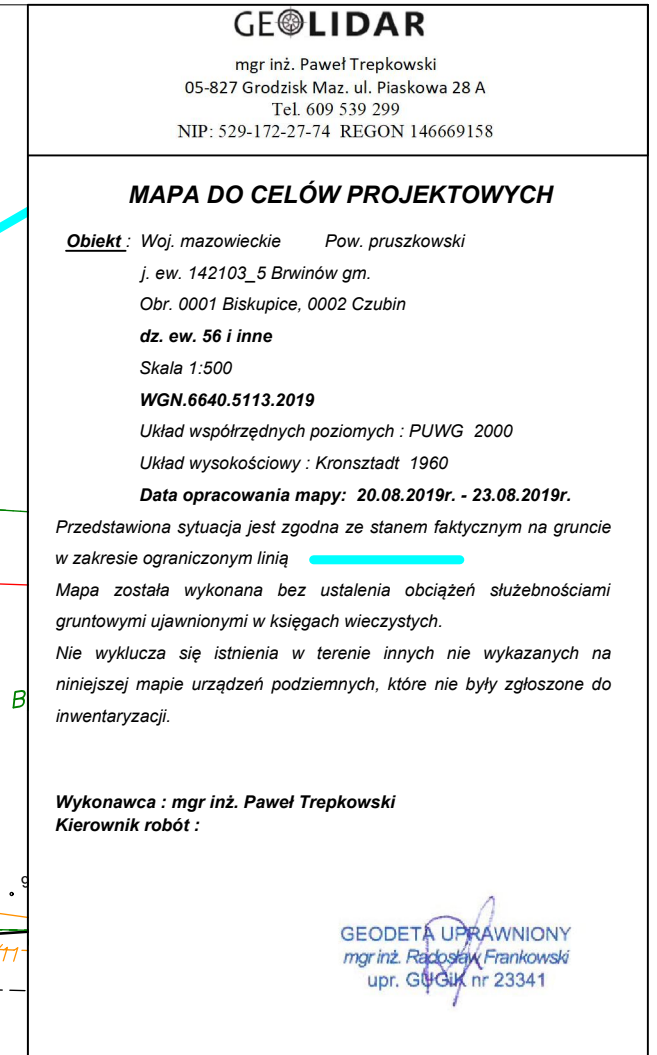 GEOLIDAR
mgr inż. Paweł Trepkowski
05-827 Grodzisk Maz. ul. Piaskowa 28 A
Tel. 609 539 299
NIP: 529-172-27-74 REGON 146669158
MAPA DO CELÓW PROJEKTOWYCH
Obiekt : Woj. mazowieckie Pow. pruszkowski
j. ew. 142103_5 Brwinów gm.
Obr. 0001 Biskupice, 0002 Czubin
dz. ew. 56 i inne
Skala 1:500
WGN.6640.5113.2019
Układ współrzędnych poziomych : PUWG 2000
Układ wysokościowy : Kronsztadt 1960
Data opracowania mapy: 20.08.2019r. - 23.08.2019r.
Przedstawiona sytuacja jest zgodna ze stanem faktycznym na gruncie
w zakresie ograniczonym linią
Mapa została wykonana bez ustalenia obciążeń służebnościami
gruntowymi ujawnionymi w księgach wieczystych.
Nie wyklucza się istnienia w terenie innych nie wykazanych na
niniejszej mapie urządzeń podziemnych, które nie były zgłoszone do
inwentaryzacji.
B
Wykonawca : mgr inż. Paweł Trepkowski
Kierownik robót :
9
GEODETA UPRAWNIONY
mgr inż. Radosław Frankowski
upr. GUGiK nr 23341